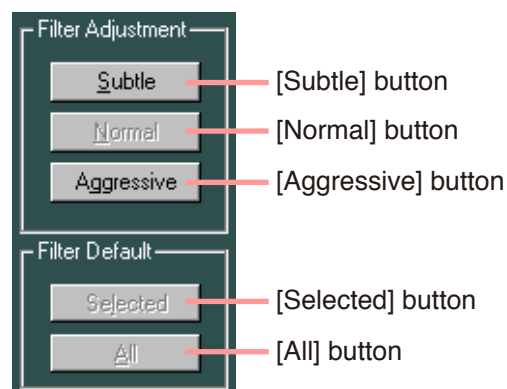 Filter Adjustment
Subtle [Subtle] button
Normal [Normal] button
Aggressive [Aggressive] button
Filter Default
Selected [Selected] button
All [All] button